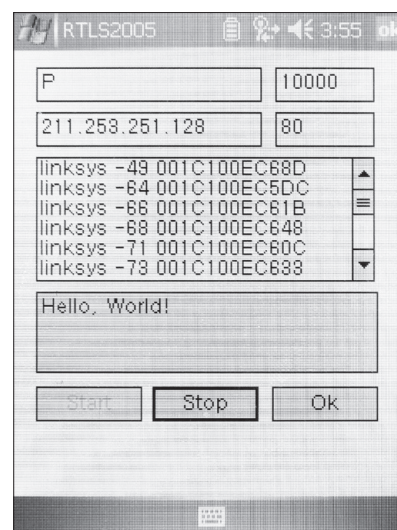 RTLS2005 3:55 ok
P 10000
211.253.251.128 80
linksys -49 001C100EC68D
linksys -64 001C100EC5DC
linksys -66 001C100EC61B
linksys -68 001C100EC648
linksys -71 001C100EC60C
linksys -73 001C100EC633
Hello, World!
Start Stop Ok